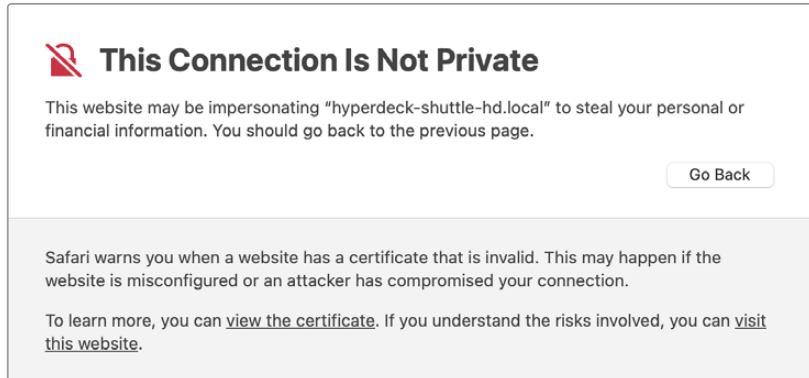 This Connection Is Not Private
This website may be impersonating “hyperdeck-shuttle-hd.local” to steal your personal or
financial information. You should go back to the previous page.
Go Back
Safari warns you when a website has a certificate that is invalid. This may happen if the
website is misconfigured or an attacker has compromised your connection.
To learn more, you can view the certificate. If you understand the risks involved, you can visit
this website.